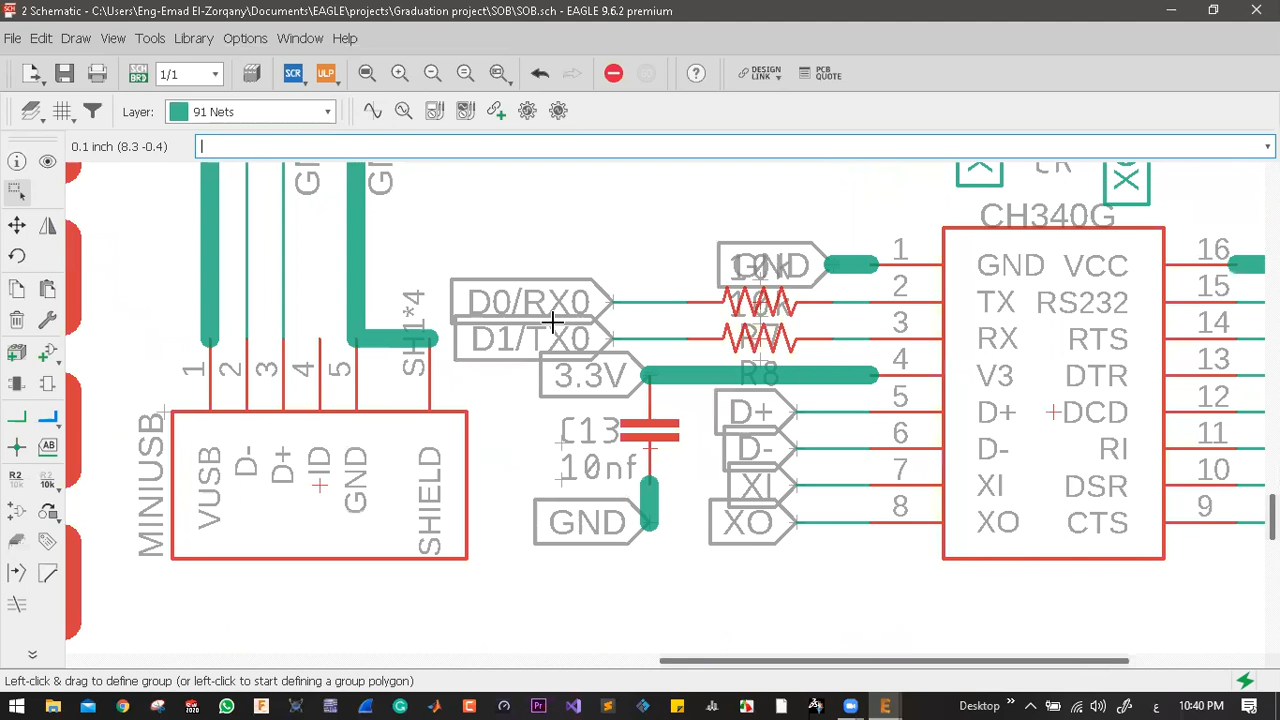 2 Schematic - C:\Users\Eng-Emad El-Zorqany\Documents\EAGLE\projects\Graduation project\SOB\SOB.sch - EAGLE 9.6.2 premium
File Edit Draw View Tools Library Options Window Help
SCH BRD 1/1 SCR ULP DESIGN LINK PCB QUOTE
Layer: 91 Nets
0.1 inch (8.3 -0.4)
CH340G
GND
D0/RX0
D1/TX0
3.3V
R8
D+
D-
XI
XO
C13
10nf
GND
SH1*4
1 2 3 4 5
MINIUSB
VUSB
D-
D+
ID
GND
SHIELD
1 GND VCC 16
2 TX RS232 15
3 RX RTS 14
4 V3 DTR 13
5 D+ DCD 12
6 D- RI 11
7 XI DSR 10
8 XO CTS 9
Left-click & drag to define group (or left-click to start defining a group polygon)
Desktop 10:40 PM